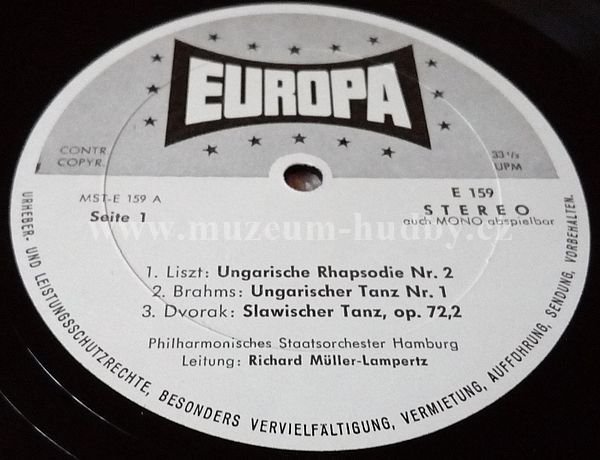 EUROPA
CONTR.
COPYR.
33 1/3
UPM
MST-E 159 A
Seite 1
E 159
STEREO
auch MONO abspielbar
www.muzeum-hudby.cz
1. Liszt: Ungarische Rhapsodie Nr. 2
2. Brahms: Ungarischer Tanz Nr. 1
3. Dvorak: Slawischer Tanz, op. 72,2
Philharmonisches Staatsorchester Hamburg
Leitung: Richard Müller-Lampertz
URHEBER- UND LEISTUNGSSCHUTZRECHTE, BESONDERS VERVIELFÄLTIGUNG, VERMIETUNG, AUFFÜHRUNG, SENDUNG, VORBEHALTEN.